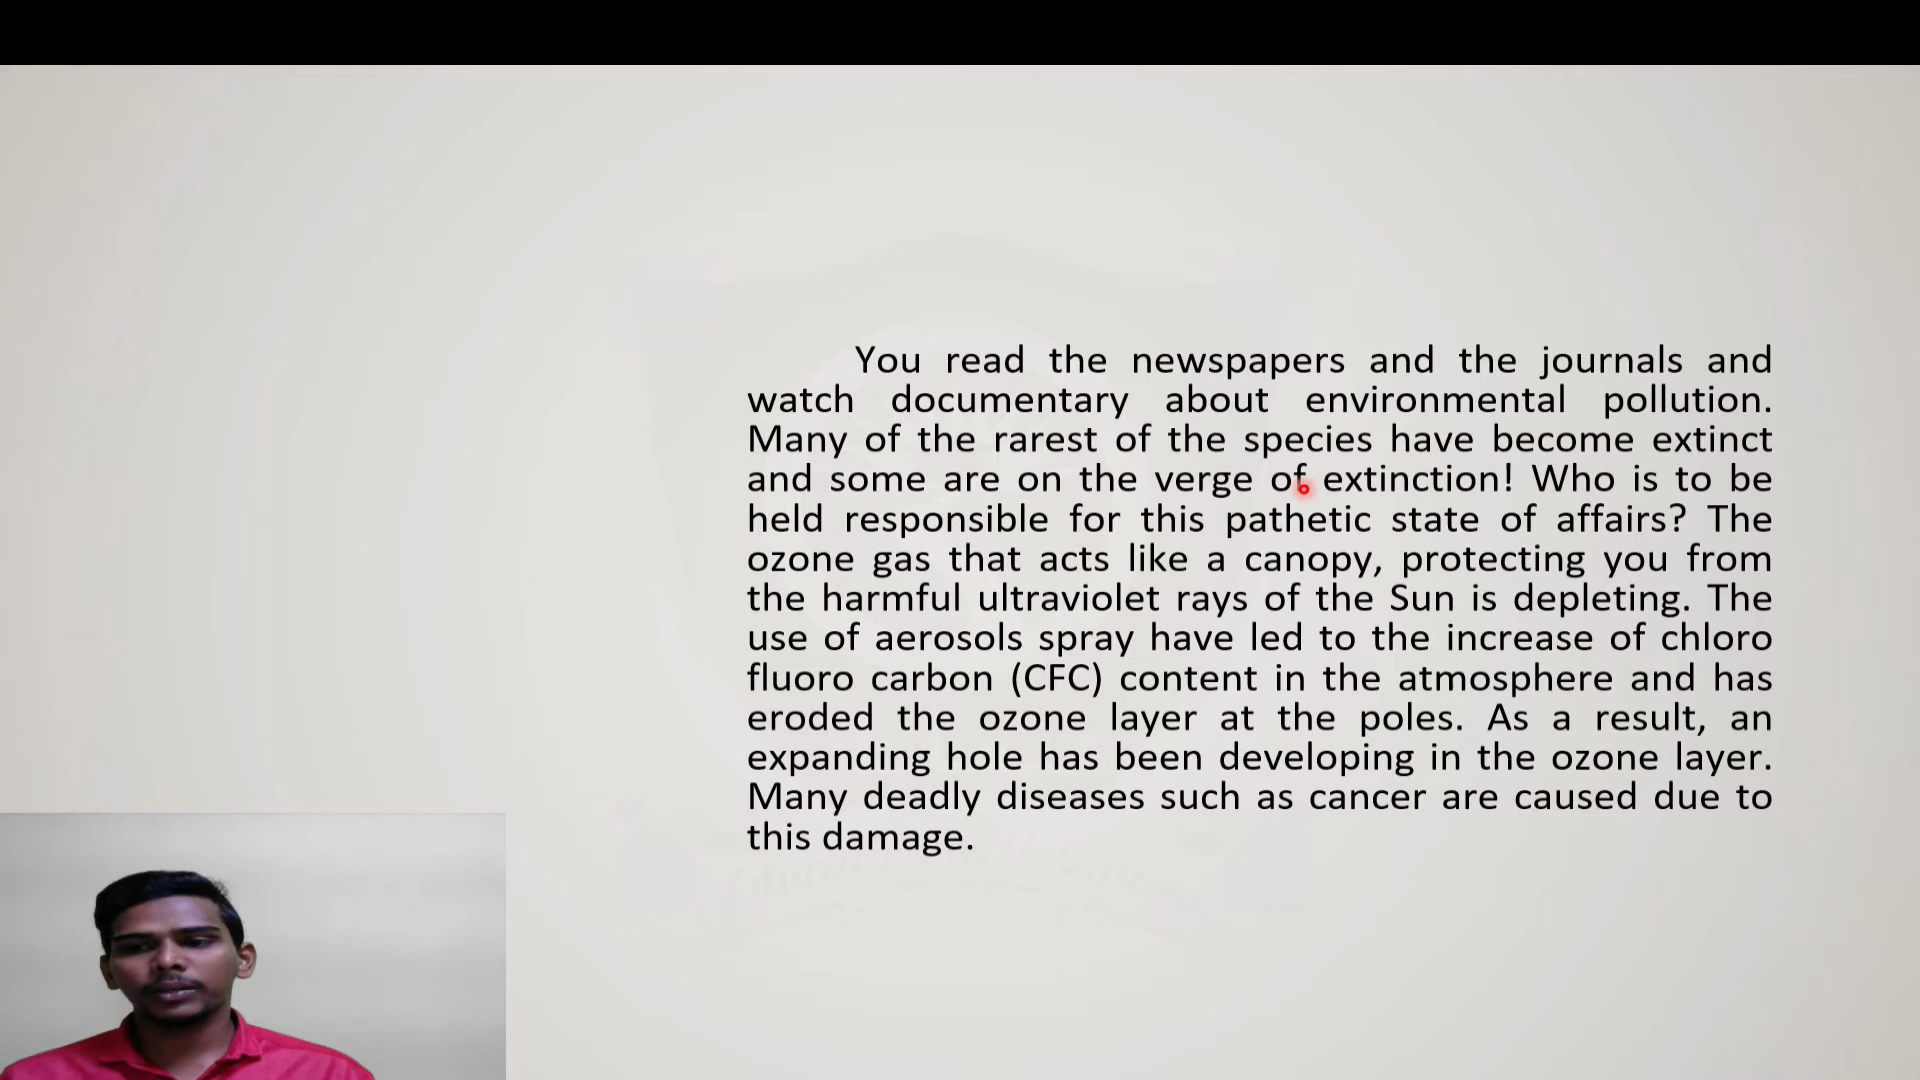 You read the newspapers and the journals and
watch documentary about environmental pollution.
Many of the rarest of the species have become extinct
and some are on the verge of extinction! Who is to be
held responsible for this pathetic state of affairs? The
ozone gas that acts like a canopy, protecting you from
the harmful ultraviolet rays of the Sun is depleting. The
use of aerosols spray have led to the increase of chloro
fluoro carbon (CFC) content in the atmosphere and has
eroded the ozone layer at the poles. As a result, an
expanding hole has been developing in the ozone layer.
Many deadly diseases such as cancer are caused due to
this damage.